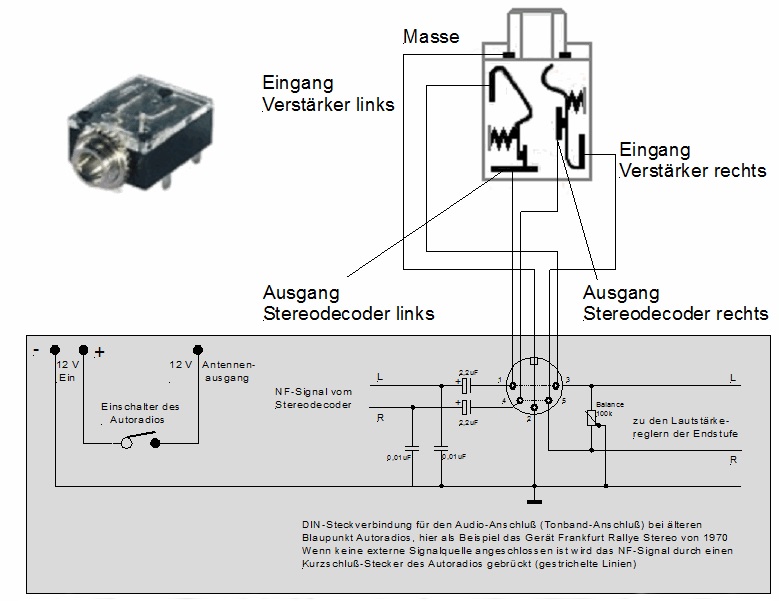 Masse
Eingang
Verstärker links
Eingang
Verstärker rechts
Ausgang
Stereodecoder links
Ausgang
Stereodecoder rechts
- +
12 V
Ein
12 V Antennen-
ausgang
Einschalter des
Autoradios
NF-Signal vom
Stereodecoder
L
R
+ 2,2uF
+ 2,2uF
0,01uF
0,01uF
1
3
4
5
2
Balance
100k
L
zu den Lautstärke-
reglern der Endstufe
R
DIN-Steckverbindung für den Audio-Anschluß (Tonband-Anschluß) bei älteren
Blaupunkt Autoradios, hier als Beispiel das Gerät Frankfurt Rallye Stereo von 1970
Wenn keine externe Signalquelle angeschlossen ist wird das NF-Signal durch einen
Kurzschluß-Stecker des Autoradios gebrückt (gestrichelte Linien)